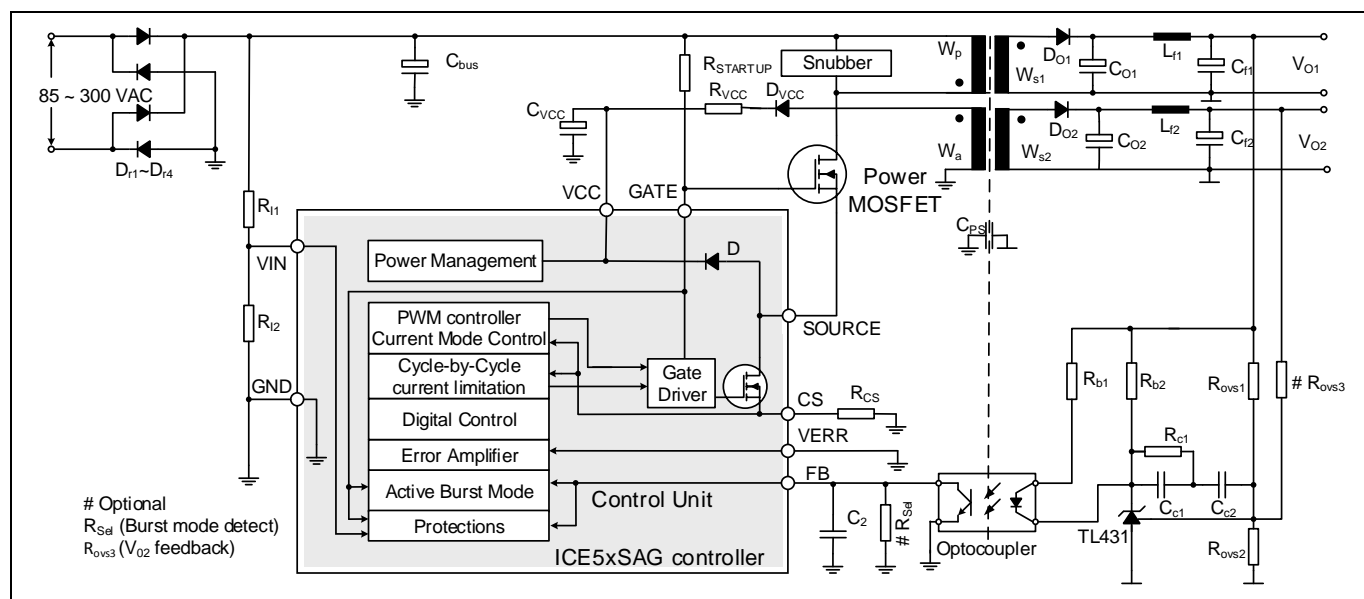 85 ~ 300 VAC
Dr1~Dr4
Cbus
RSTARTUP
Snubber
Wp
Ws1
DO1
CO1
Lf1
Cf1
VO1
CVCC
RVCC
DVCC
Wa
Ws2
DO2
CO2
Lf2
Cf2
VO2
Power
MOSFET
CPS
RI1
VIN
RI2
GND
VCC
GATE
Power Management
D
SOURCE
PWM controller
Current Mode Control
Cycle-by-Cycle
current limitation
Gate
Driver
Digital Control
Error Amplifier
Active Burst Mode
Protections
Control Unit
ICE5xSAG controller
CS
RCS
VERR
FB
C2
# RSel
Optocoupler
Rb1
Rb2
Rovs1
# Rovs3
Rc1
Cc1
Cc2
TL431
Rovs2
# Optional
RSel (Burst mode detect)
Rovs3 (V02 feedback)